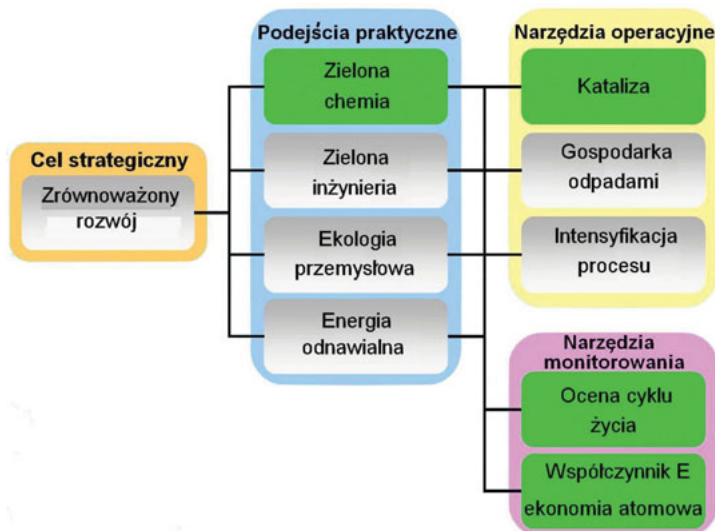 Cel strategiczny
Zrównoważony
rozwój
Podejścia praktyczne
Zielona
chemia
Zielona
inżynieria
Ekologia
przemysłowa
Energia
odnawialna
Narzędzia operacyjne
Kataliza
Gospodarka
odpadami
Intensyfikacja
procesu
Narzędzia
monitorowania
Ocena cyklu
życia
Współczynnik E
ekonomia atomowa